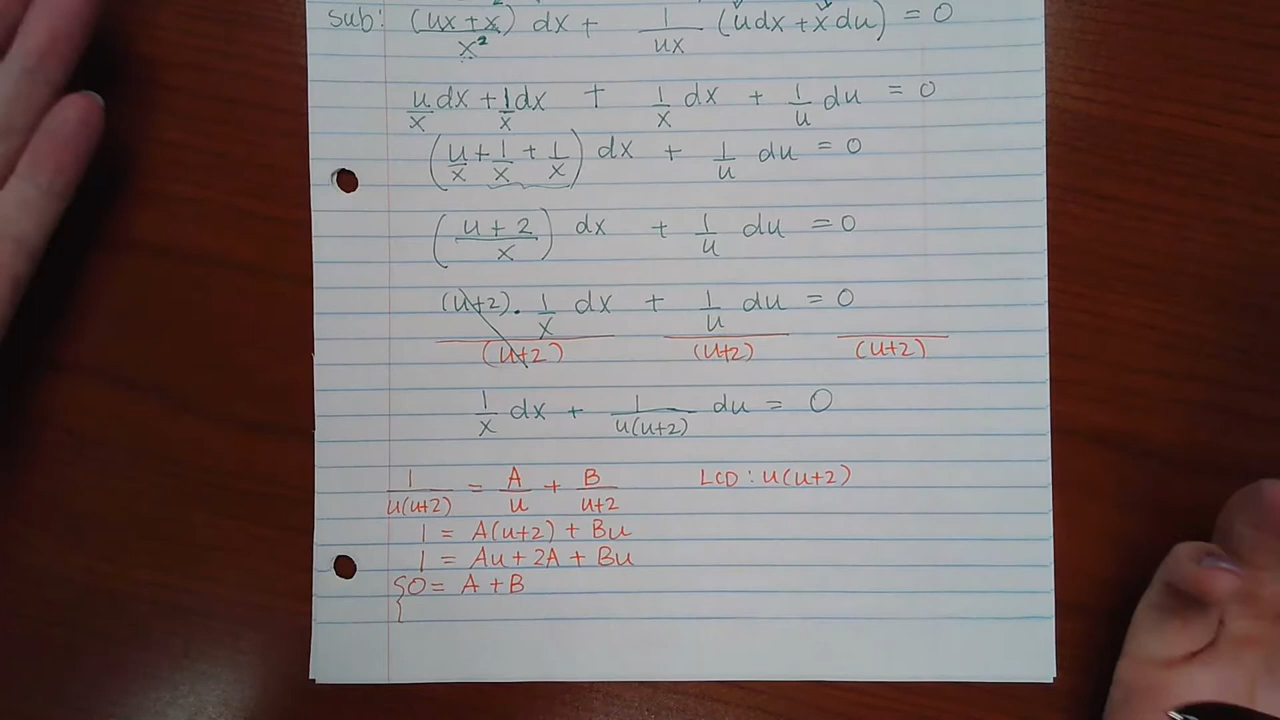 Sub: (ux+x)/x² dx + 1/ux (udx + xdu) = 0
u/x dx + 1/x dx + 1/x dx + 1/u du = 0
(u/x + 1/x + 1/x) dx + 1/u du = 0
((u+2)/x) dx + 1/u du = 0
(u+2) · 1/x dx + 1/u du = 0
(u+2) (u+2) (u+2)
1/x dx + 1/u(u+2) du = 0
1/u(u+2) = A/u + B/u+2 LCD: u(u+2)
1 = A(u+2) + Bu
1 = Au + 2A + Bu
{0 = A + B